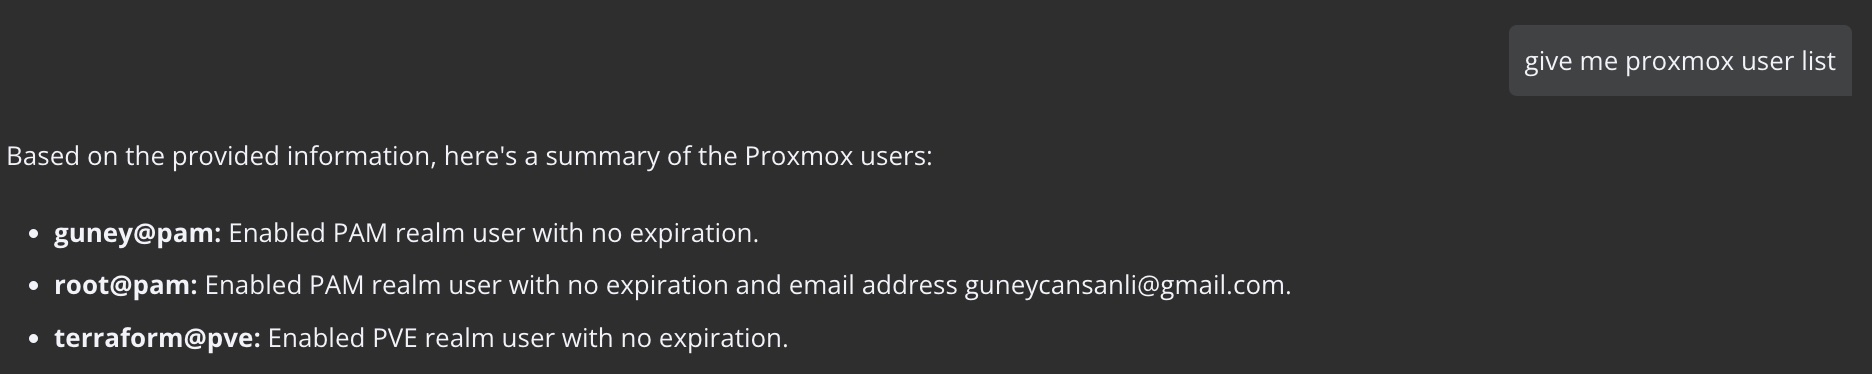 give me proxmox user list
Based on the provided information, here's a summary of the Proxmox users:
• guney@pam: Enabled PAM realm user with no expiration.
• root@pam: Enabled PAM realm user with no expiration and email address guneycansanli@gmail.com.
• terraform@pve: Enabled PVE realm user with no expiration.